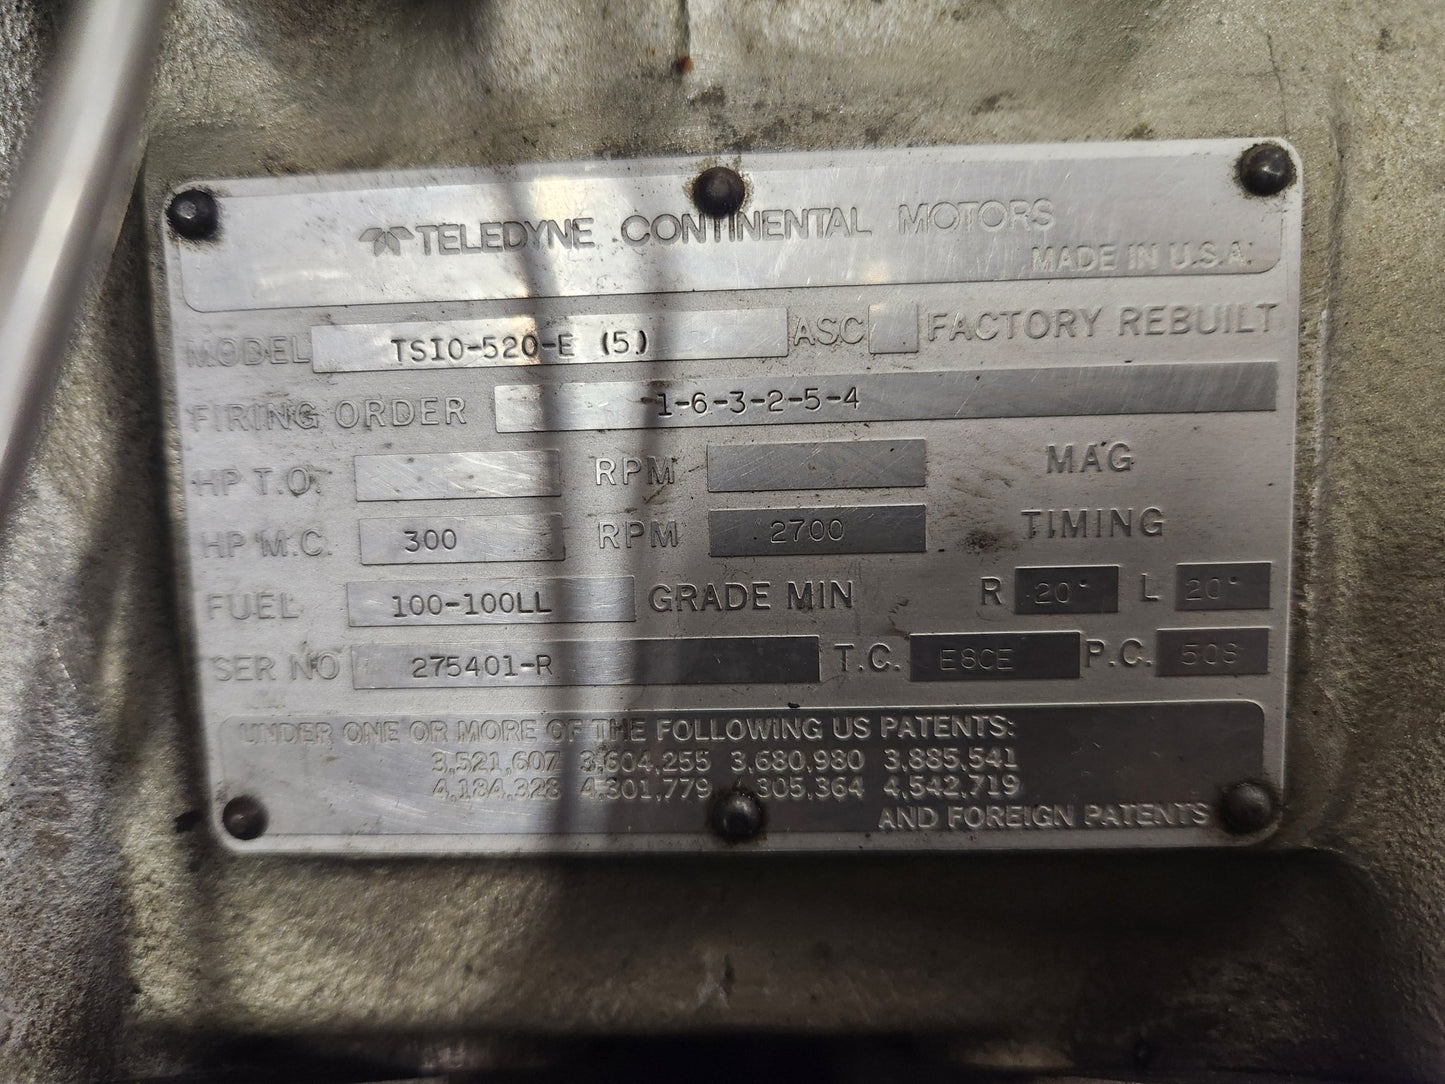 TELEDYNE CONTINENTAL MOTORS
MADE IN U.S.A.
MODEL TSIO-520-E (5) ASC FACTORY REBUILT
FIRING ORDER 1-6-3-2-5-4
HP T.O. RPM MAG
HP M.C. 300 RPM 2700 TIMING
FUEL 100-100LL GRADE MIN R 20° L 20°
SER NO 275401-R T.C. E8CE P.C. 508
UNDER ONE OR MORE OF THE FOLLOWING US PATENTS:
3,521,607 3,604,255 3,680,980 3,885,541
4,184,328 4,301,779 4,305,364 4,542,719
AND FOREIGN PATENTS